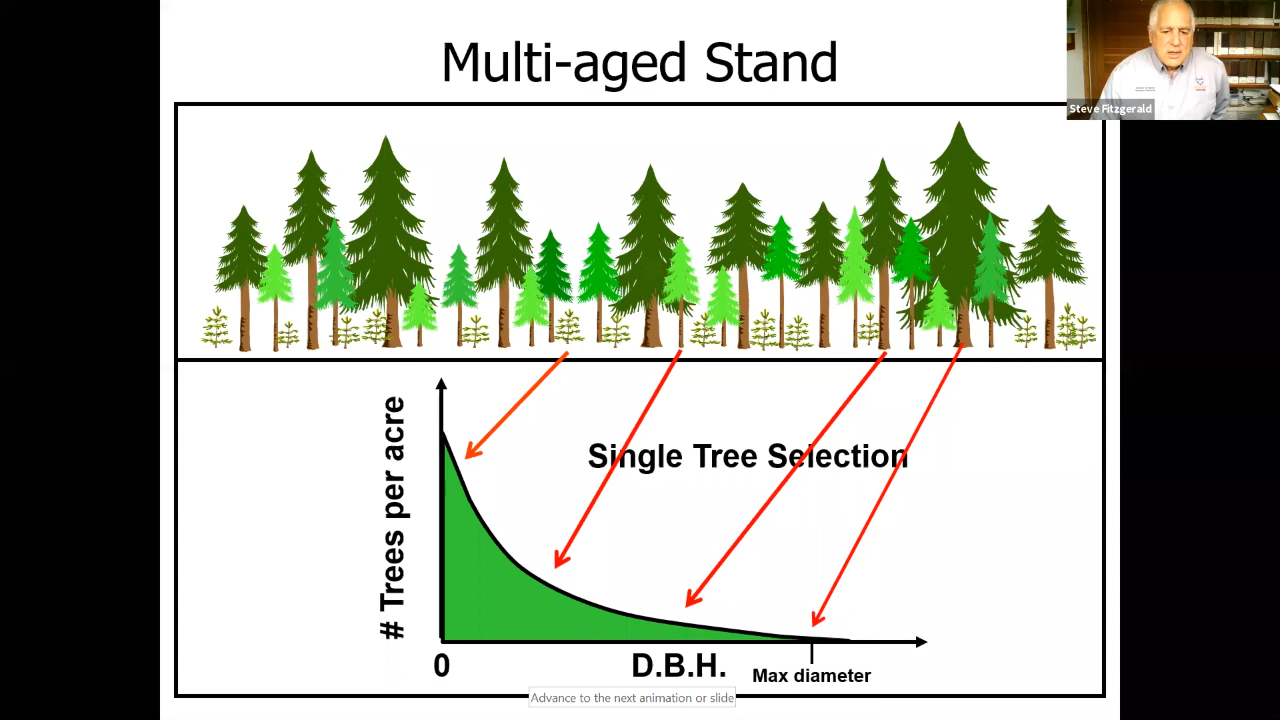 Multi-aged Stand
Steve Fitzgerald
# Trees per acre
Single Tree Selection
0
D.B.H.
Max diameter
Advance to the next animation or slide